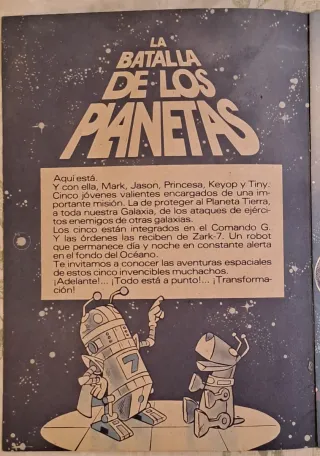 LA
BATALLA
DE LOS
PLANETAS
Aquí está.
Y con ella, Mark, Jason, Princesa, Keyop y Tiny.
Cinco jóvenes valientes encargados de una im-
portante misión. La de proteger al Planeta Tierra,
a toda nuestra Galaxia, de los ataques de ejérci-
tos enemigos de otras galaxias.
Los cinco están integrados en el Comando G.
Y las órdenes las reciben de Zark-7. Un robot
que permanece día y noche en constante alerta
en el fondo del Océano.
Te invitamos a conocer las aventuras espaciales
de estos cinco invencibles muchachos.
¡Adelante!... ¡Todo está a punto!... ¡Transforma-
ción!
7